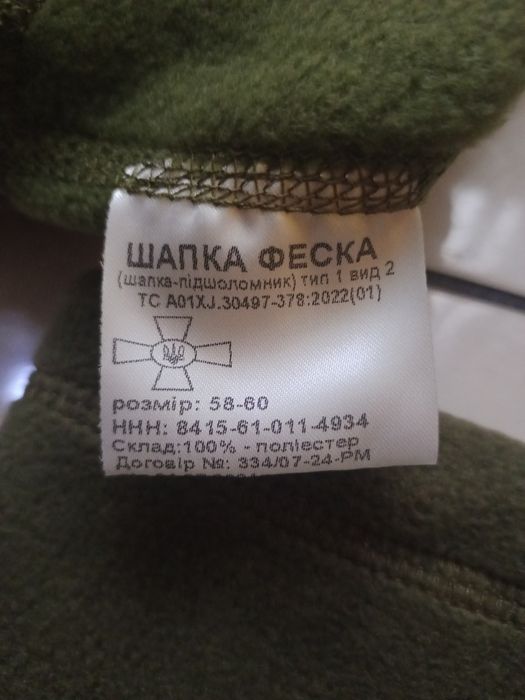 ШАПКА ФЕСКА
(шапка-підшоломник) тип 1 вид 2
ТС А01XJ.30497-378:2022(01)
розмір: 58-60
ННН: 8415-61-011-4934
Склад:100% - поліестер
Договір №: 334/07-24-РМ